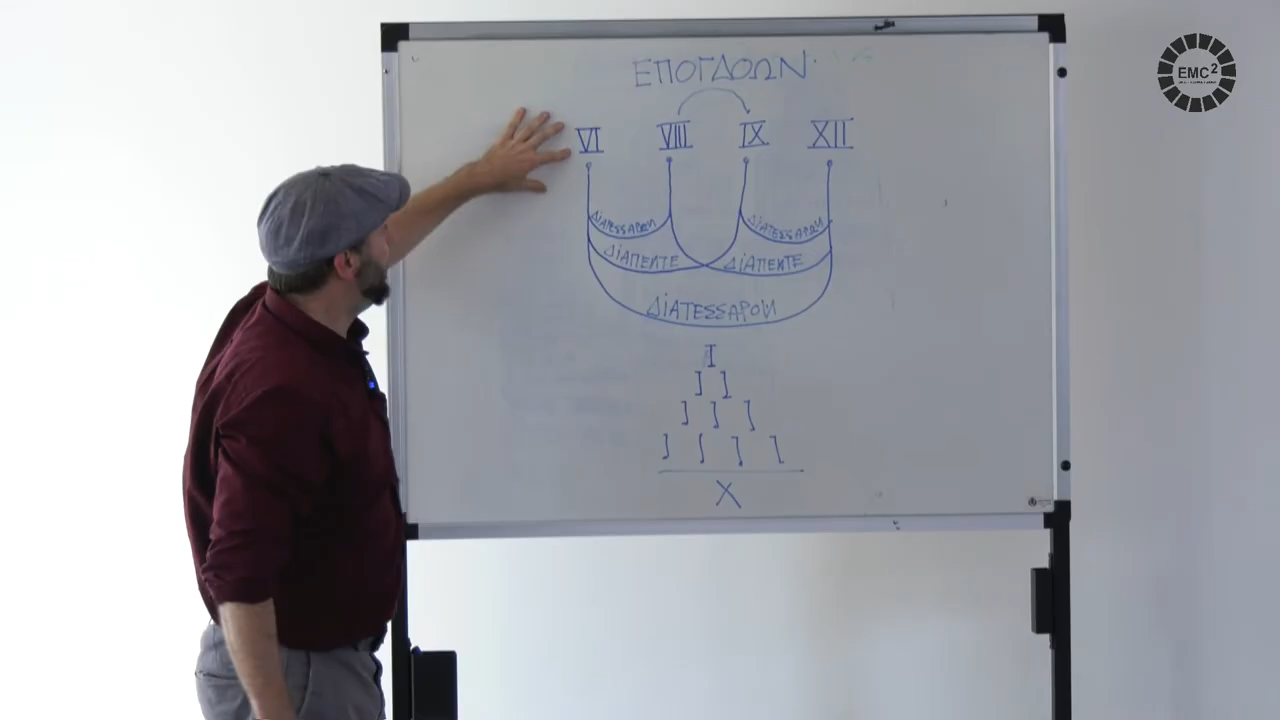 ΕΠΟΓΔΟΩΝ
VI VIII IX XII
ΔΙΑΤΕΣΣΑΡΩΝ ΔΙΑΤΕΣΣΑΡΩΝ
ΔΙΑΠΕΝΤΕ ΔΙΑΠΕΝΤΕ
ΔΙΑΤΕΣΣΑΡΩΝ
I
I I
I I I
I I I I
X
EMC²